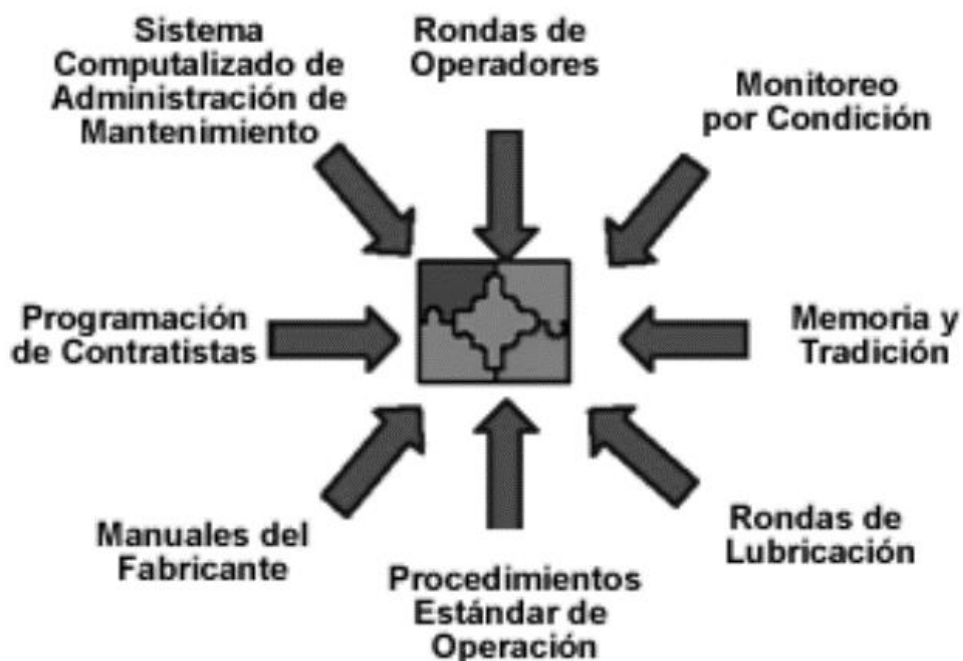 Sistema
Computalizado de
Administración de
Mantenimiento
Rondas de
Operadores
Monitoreo
por Condición
Programación
de Contratistas
Memoria y
Tradición
Manuales del
Fabricante
Procedimientos
Estándar de
Operación
Rondas de
Lubricación